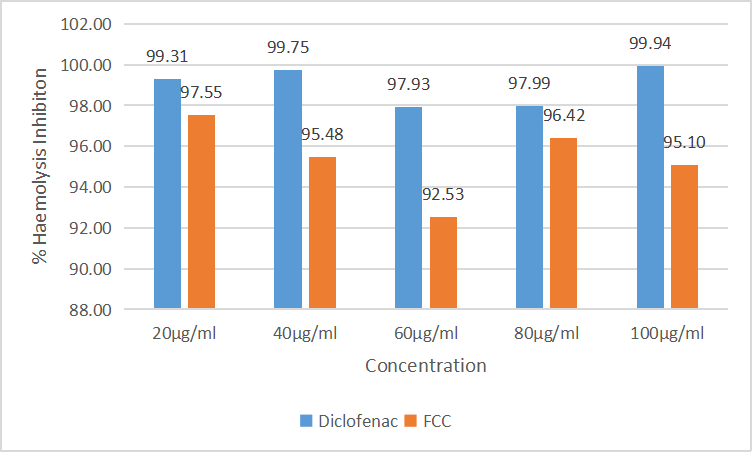 102.00
100.00
98.00
96.00
94.00
92.00
90.00
88.00
% Haemolysis Inhibiton
99.31
97.55
99.75
95.48
97.93
92.53
97.99
96.42
99.94
95.10
20µg/ml
40µg/ml
60µg/ml
80µg/ml
100µg/ml
Concentration
Diclofenac
FCC